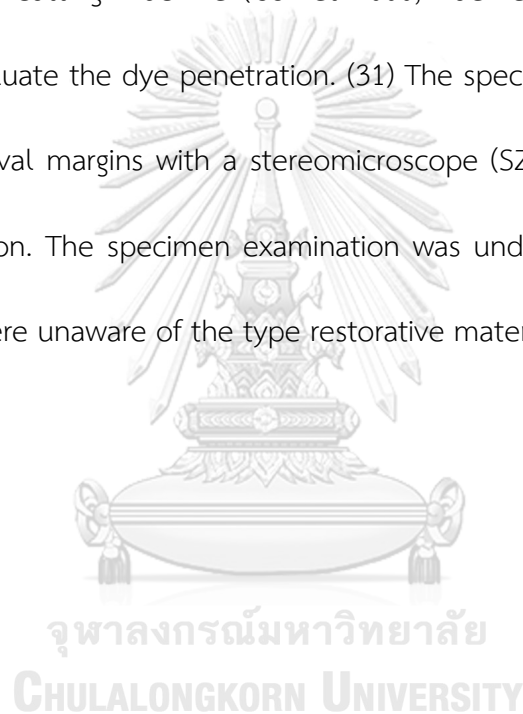 uate the dye penetration. (31) The spec
val margins with a stereomicroscope (SZ
on. The specimen examination was und
ere unaware of the type restorative mater
จุฬาลงกรณ์มหาวิทยาลัย
CHULALONGKORN UNIVERSITY